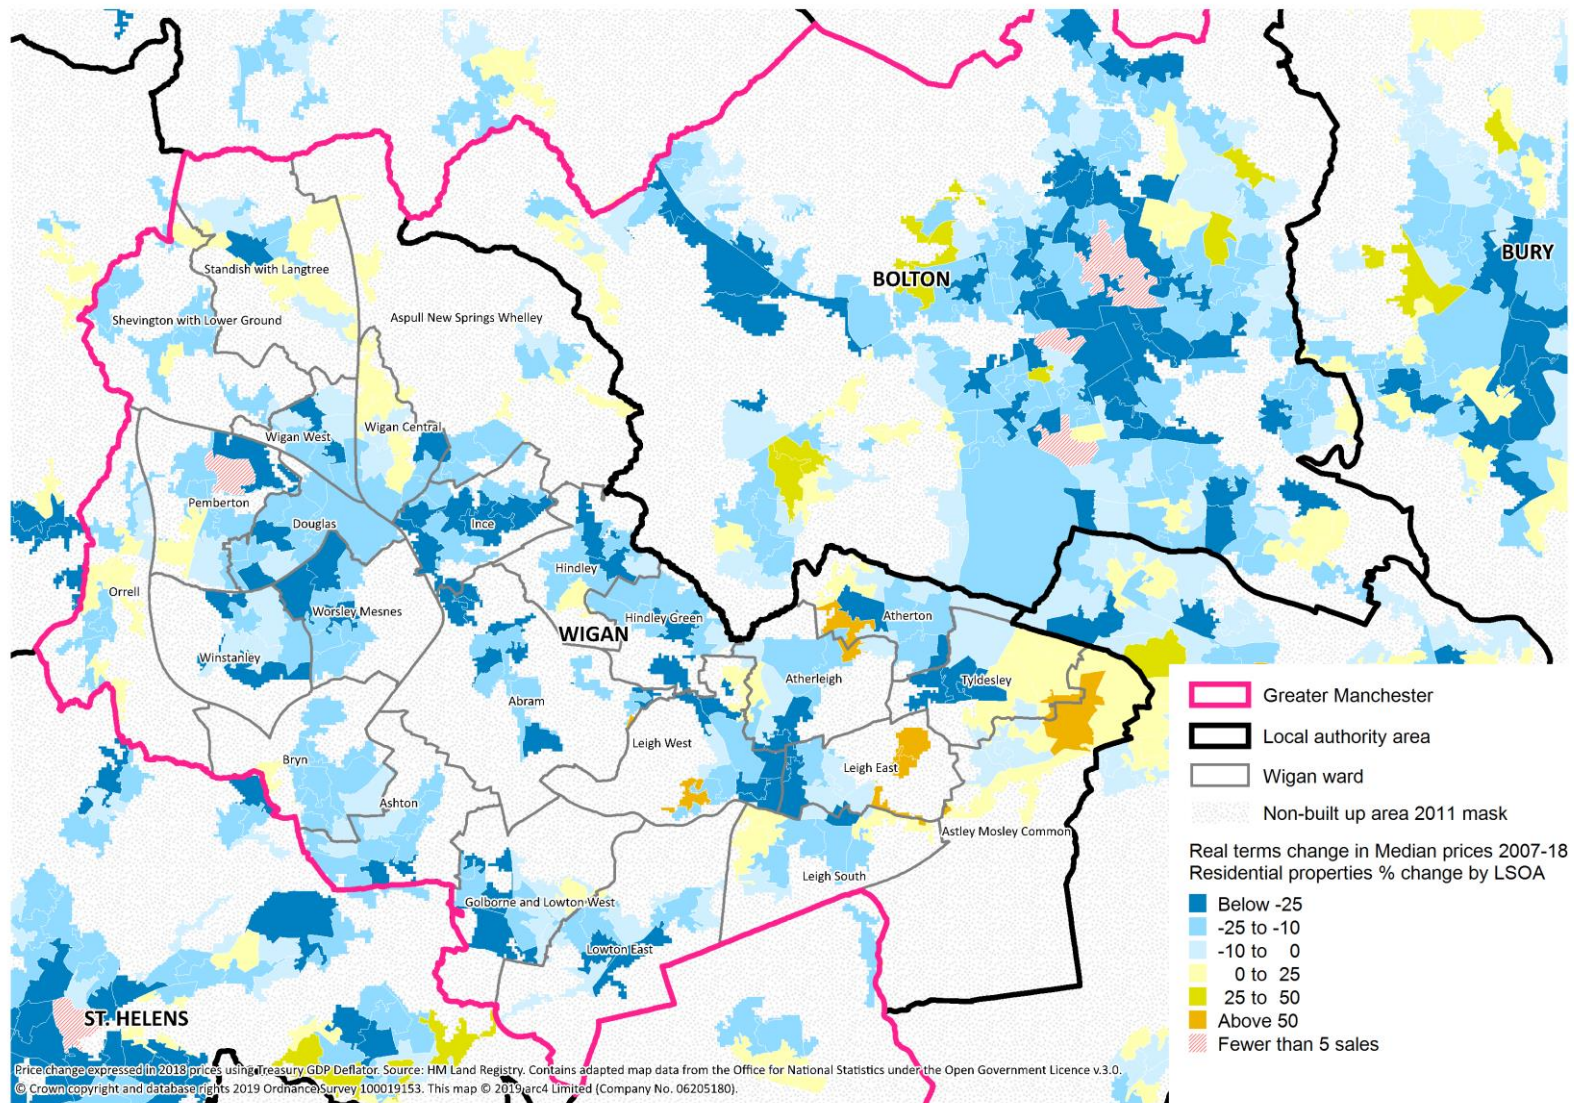 BURY
Standish with Langtree
BOLTON
Shevington with Lower Ground
Aspull New Springs Whelley
Wigan Central
Wigan West
Pemberton
Douglas
Ince
Hindley
Orrell
Worsley Mesnes
Hindley Green
Atherton
WIGAN
Winstanley
Atherleigh
Tyldesley
Abram
Leigh West
Bryn
Leigh East
Ashton
Astley Mosley Common
Leigh South
Golborne and Lowton West
Lowton East
ST. HELENS
Greater Manchester
Local authority area
Wigan ward
Non-built up area 2011 mask
Real terms change in Median prices 2007-18
Residential properties % change by LSOA
Below -25
-25 to -10
-10 to 0
0 to 25
25 to 50
Above 50
Fewer than 5 sales
Price change expressed in 2018 prices using Treasury GDP Deflator. Source: HM Land Registry. Contains adapted map data from the Office for National Statistics under the Open Government Licence v.3.0.
© Crown copyright and database rights 2019 Ordnance Survey 100019153. This map © 2019 arc4 Limited (Company No. 06205180).